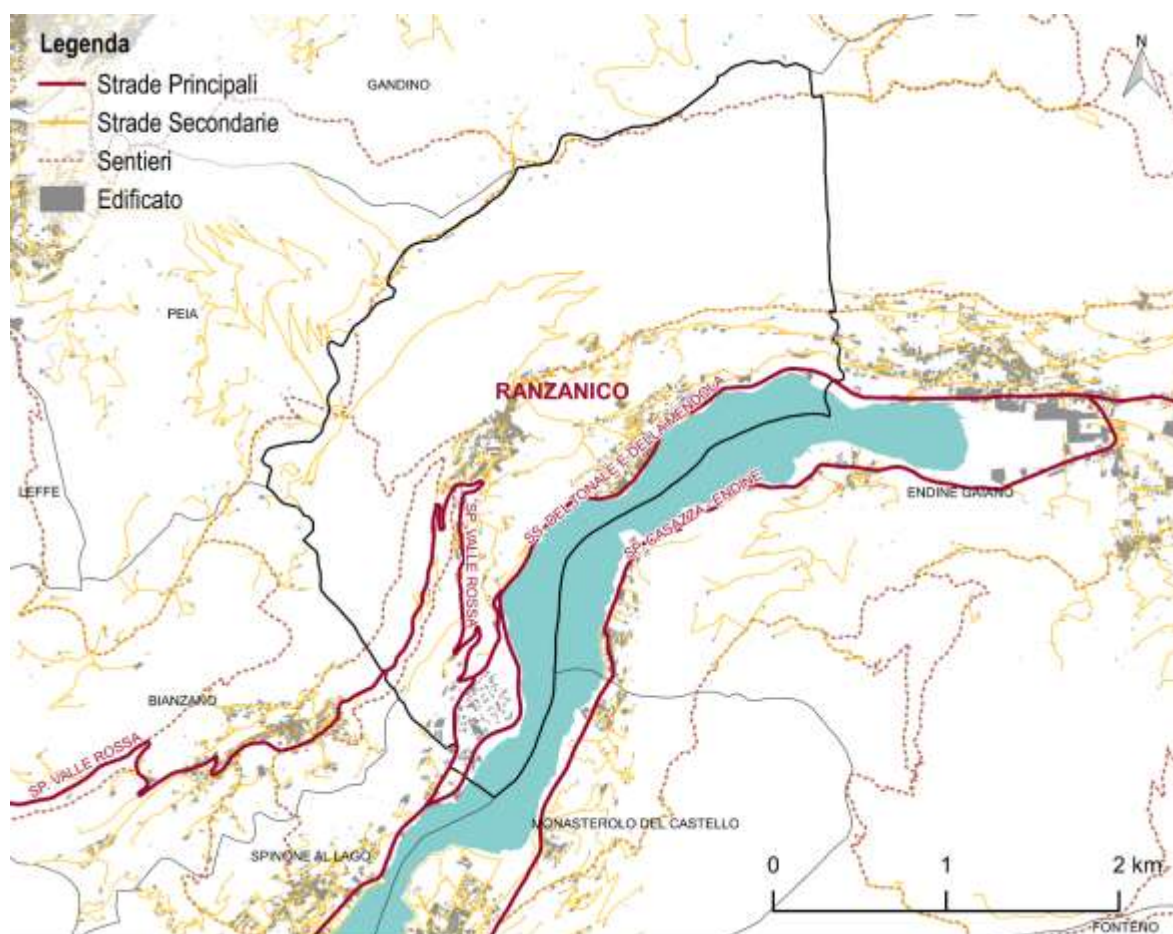 Legenda
Strade Principali
Strade Secondarie
Sentieri
Edificato
N
GANDINO
PEIA
RANZANICO
LEFFE
SS. DEL TONALE E DELLA MENDOLA
ENDINE GAIANO
SP. CASAZZA -ENDINE
SP. VALLE ROSSA
BIANZANO
SP. VALLE ROSSA
MONASTEROLO DEL CASTELLO
SPINONE AL LAGO
0 1 2 km
FONTENO